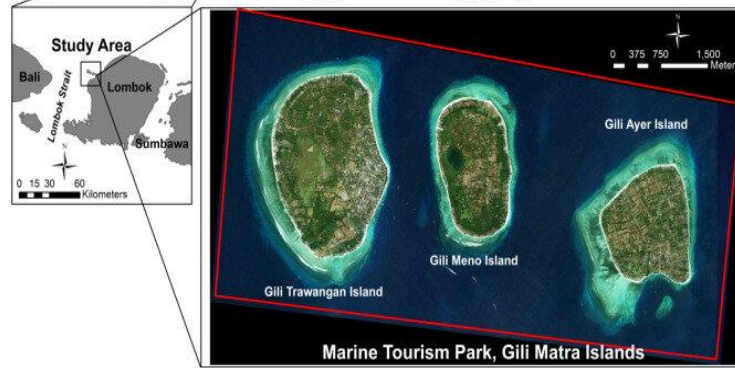 Study Area
Bali
Lombok Strait
Lombok
Sumbawa
N
0 15 30 60
Kilometers
N
0 375 750 1,500
Meter
Gili Ayer Island
Gili Meno Island
Gili Trawangan Island
Marine Tourism Park, Gili Matra Islands